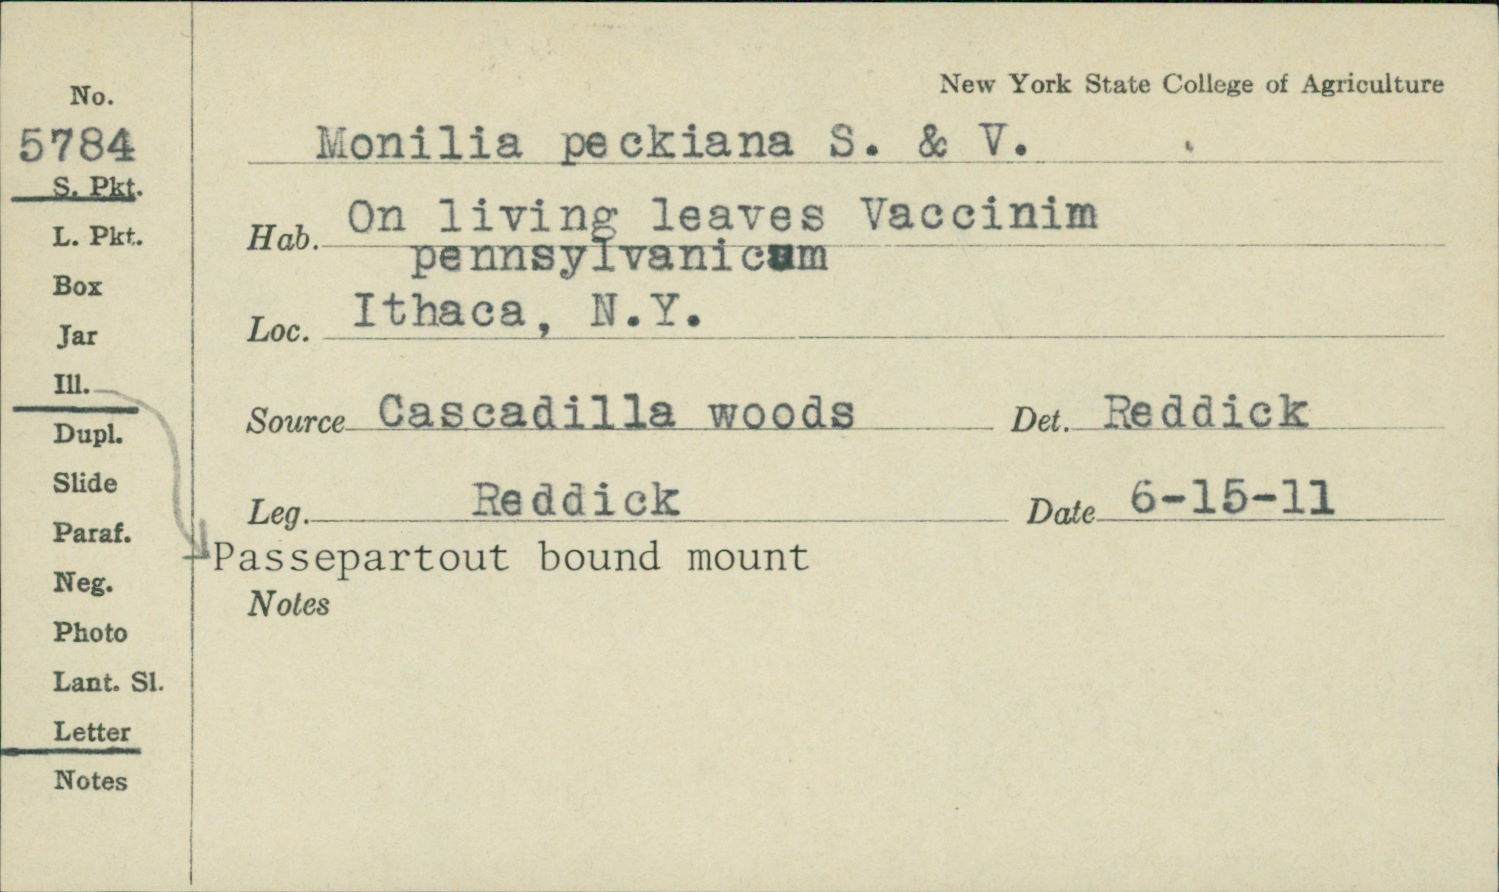 New York State College of Agriculture
No.
5784
S. Pkt.
L. Pkt.
Box
Jar
Ill.
Dupl.
Slide
Paraf.
Neg.
Photo
Lant. Sl.
Letter
Notes
Monilia peckiana S. & V.
Hab. On living leaves Vaccinim
pennsylvanicum
Loc. Ithaca, N.Y.
Source Cascadilla woods Det. Reddick
Leg. Reddick Date 6-15-11
Passepartout bound mount
Notes